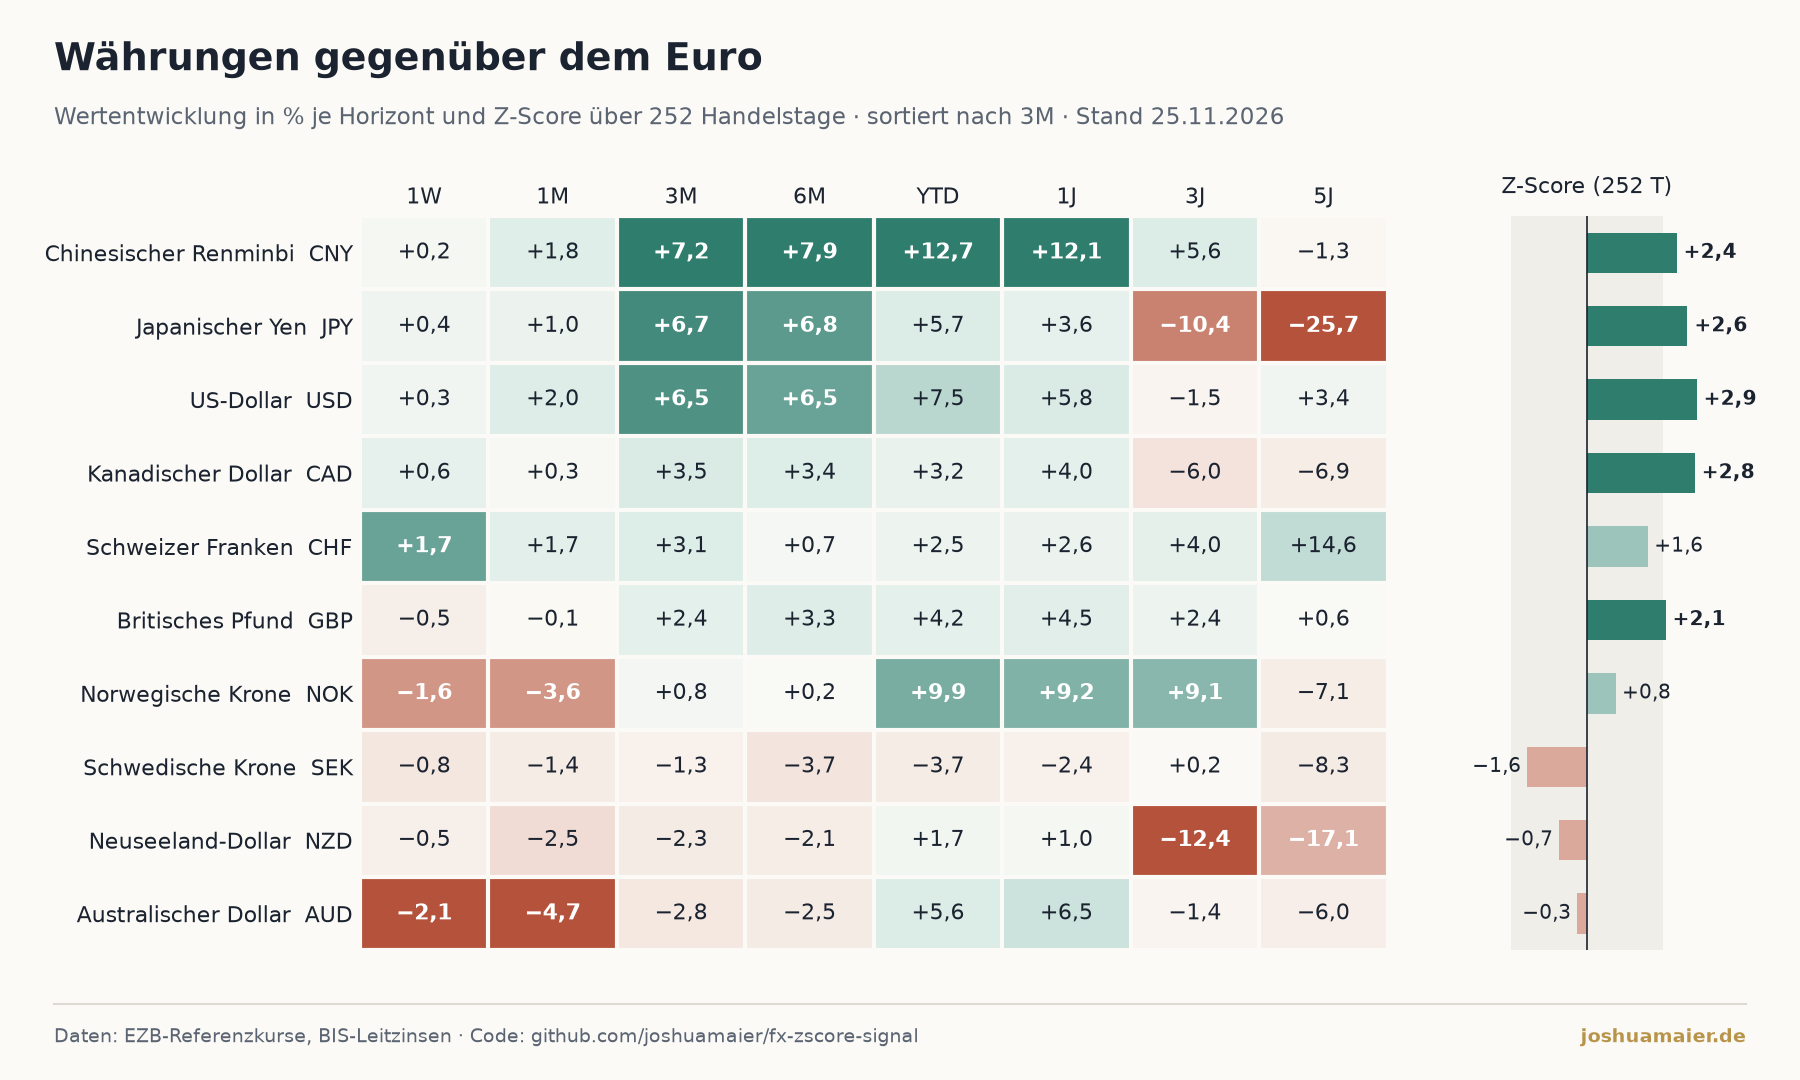 Währungen gegenüber dem Euro
Wertentwicklung in % je Horizont und Z-Score über 252 Handelstage · sortiert nach 3M · Stand 25.11.2026
1W 1M 3M 6M YTD 1J 3J 5J Z-Score (252 T)
Chinesischer Renminbi CNY +0,2 +1,8 +7,2 +7,9 +12,7 +12,1 +5,6 −1,3 +2,4
Japanischer Yen JPY +0,4 +1,0 +6,7 +6,8 +5,7 +3,6 −10,4 −25,7 +2,6
US-Dollar USD +0,3 +2,0 +6,5 +6,5 +7,5 +5,8 −1,5 +3,4 +2,9
Kanadischer Dollar CAD +0,6 +0,3 +3,5 +3,4 +3,2 +4,0 −6,0 −6,9 +2,8
Schweizer Franken CHF +1,7 +1,7 +3,1 +0,7 +2,5 +2,6 +4,0 +14,6 +1,6
Britisches Pfund GBP −0,5 −0,1 +2,4 +3,3 +4,2 +4,5 +2,4 +0,6 +2,1
Norwegische Krone NOK −1,6 −3,6 +0,8 +0,2 +9,9 +9,2 +9,1 −7,1 +0,8
Schwedische Krone SEK −0,8 −1,4 −1,3 −3,7 −3,7 −2,4 +0,2 −8,3 −1,6
Neuseeland-Dollar NZD −0,5 −2,5 −2,3 −2,1 +1,7 +1,0 −12,4 −17,1 −0,7
Australischer Dollar AUD −2,1 −4,7 −2,8 −2,5 +5,6 +6,5 −1,4 −6,0 −0,3
Daten: EZB-Referenzkurse, BIS-Leitzinsen · Code: github.com/joshuamaier/fx-zscore-signal
joshuamaier.de